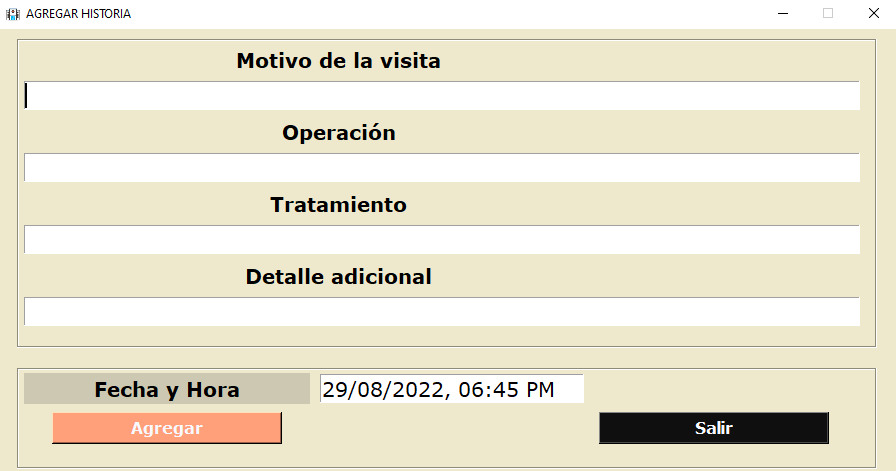 AGREGAR HISTORIA
Motivo de la visita
Operación
Tratamiento
Detalle adicional
Fecha y Hora 29/08/2022, 06:45 PM
Agregar Salir